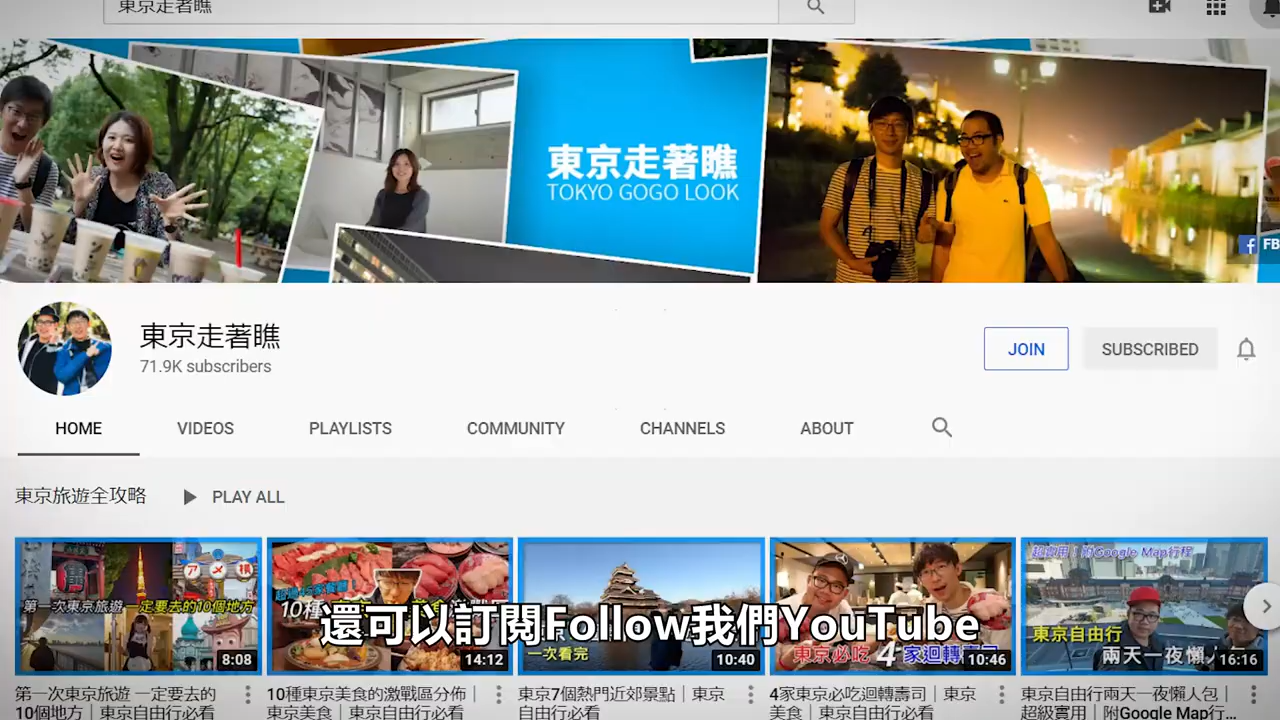 東京走著瞧
東京走著瞧
TOKYO GOGO LOOK
FB
東京走著瞧
71.9K subscribers
JOIN
SUBSCRIBED
HOME
VIDEOS
PLAYLISTS
COMMUNITY
CHANNELS
ABOUT
東京旅遊全攻略
PLAY ALL
アメ横
第一次東京旅遊 一定要去的10個地方
8:08
10種
14:12
一次看完
10:40
東京必吃 4 家迴轉壽司
10:46
超實用！附Google Map行程
東京自由行
兩天一夜懶人包
16:16
還可以訂閱Follow我們YouTube
第一次東京旅遊 一定要去的
10個地方｜東京自由行必看
10種東京美食的激戰區分佈｜
東京美食｜東京自由行必看
東京7個熱門近郊景點｜東京
自由行必看
4家東京必吃迴轉壽司｜東京
美食｜東京自由行必看
東京自由行兩天一夜懶人包｜
超級實用｜附Google Map行...